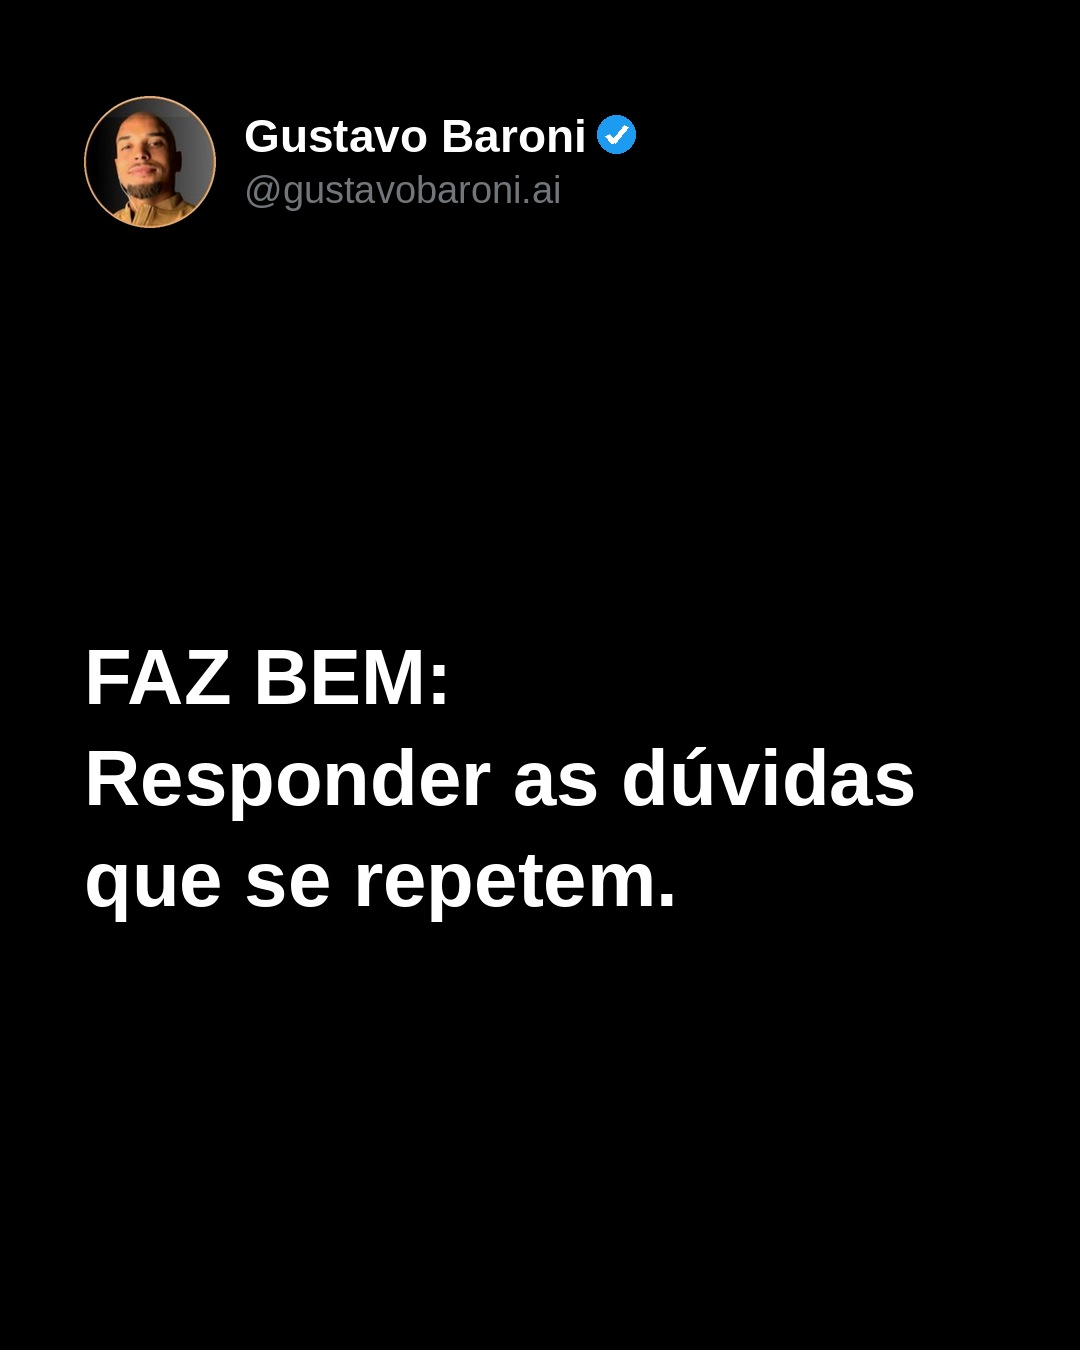 Gustavo Baroni
@gustavobaroni.ai
FAZ BEM:
Responder as dúvidas
que se repetem.